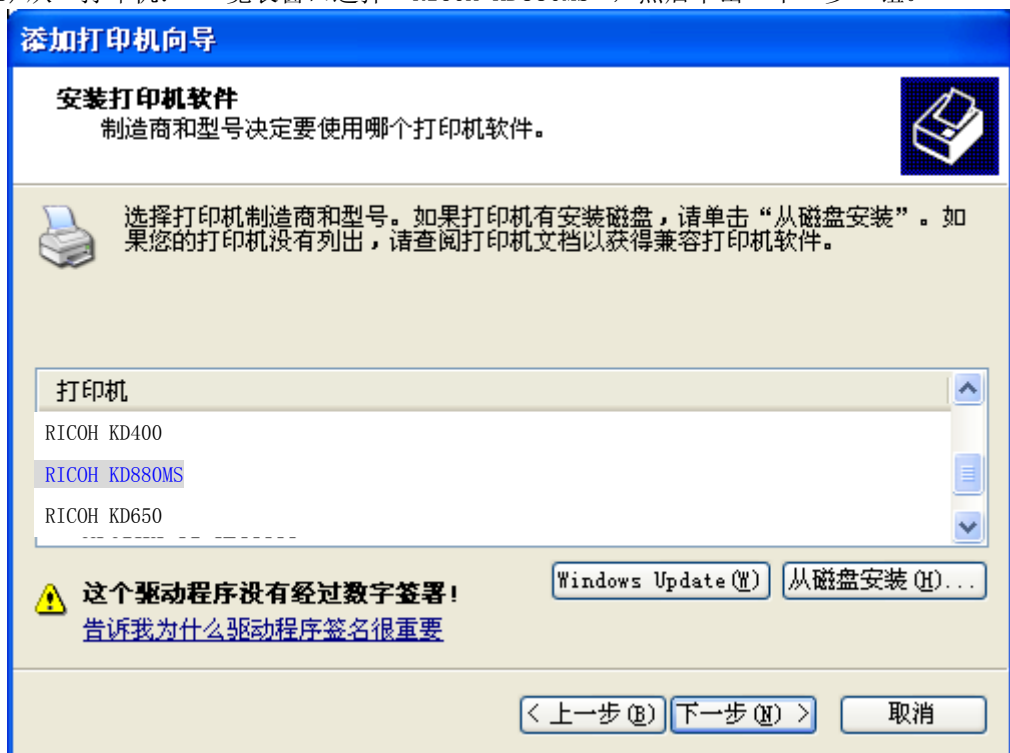 添加打印机向导
安装打印机软件
制造商和型号决定要使用哪个打印机软件。
选择打印机制造商和型号。如果打印机有安装磁盘，请单击“从磁盘安装”。如
果您的打印机没有列出，请查阅打印机文档以获得兼容打印机软件。
打印机
RICOH KD400
RICOH KD880MS
RICOH KD650
这个驱动程序没有经过数字签署!
Windows Update(W) 从磁盘安装(H)...
告诉我为什么驱动程序签名很重要
< 上一步(B) 下一步(N) > 取消